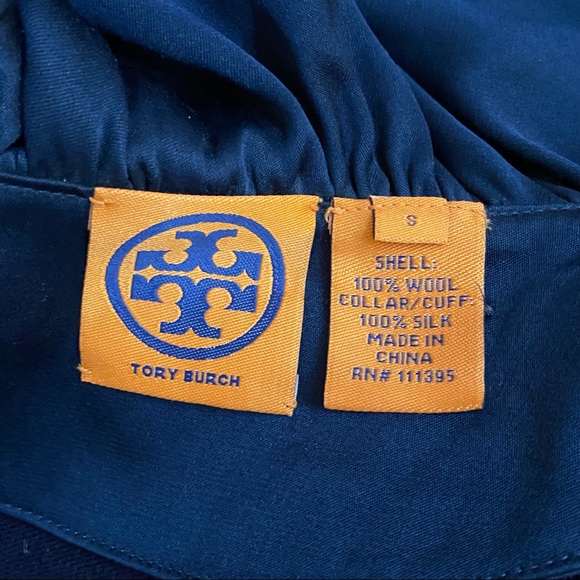 TORY BURCH
S
SHELL:
100% WOOL
COLLAR/CUFF:
100% SILK
MADE IN
CHINA
RN# 111395